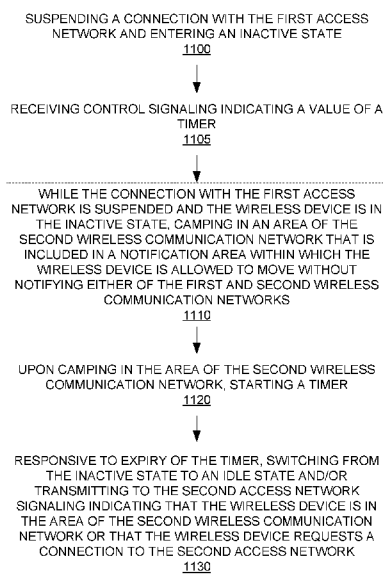 SUSPENDING A CONNECTION WITH THE FIRST ACCESS
NETWORK AND ENTERING AN INACTIVE STATE
1100
RECEIVING CONTROL SIGNALING INDICATING A VALUE OF A
TIMER
1105
WHILE THE CONNECTION WITH THE FIRST ACCESS
NETWORK IS SUSPENDED AND THE WIRELESS DEVICE IS IN
THE INACTIVE STATE, CAMPING IN AN AREA OF THE
SECOND WIRELESS COMMUNICATION NETWORK THAT IS
INCLUDED IN A NOTIFICATION AREA WITHIN WHICH THE
WIRELESS DEVICE IS ALLOWED TO MOVE WITHOUT
NOTIFYING EITHER OF THE FIRST AND SECOND WIRELESS
COMMUNICATION NETWORKS
1110
UPON CAMPING IN THE AREA OF THE SECOND WIRELESS
COMMUNICATION NETWORK, STARTING A TIMER
1120
RESPONSIVE TO EXPIRY OF THE TIMER, SWITCHING FROM
THE INACTIVE STATE TO AN IDLE STATE AND/OR
TRANSMITTING TO THE SECOND ACCESS NETWORK
SIGNALING INDICATING THAT THE WIRELESS DEVICE IS IN
THE AREA OF THE SECOND WIRELESS COMMUNICATION
NETWORK OR THAT THE WIRELESS DEVICE REQUESTS
A CONNECTION TO THE SECOND ACCESS NETWORK
1130